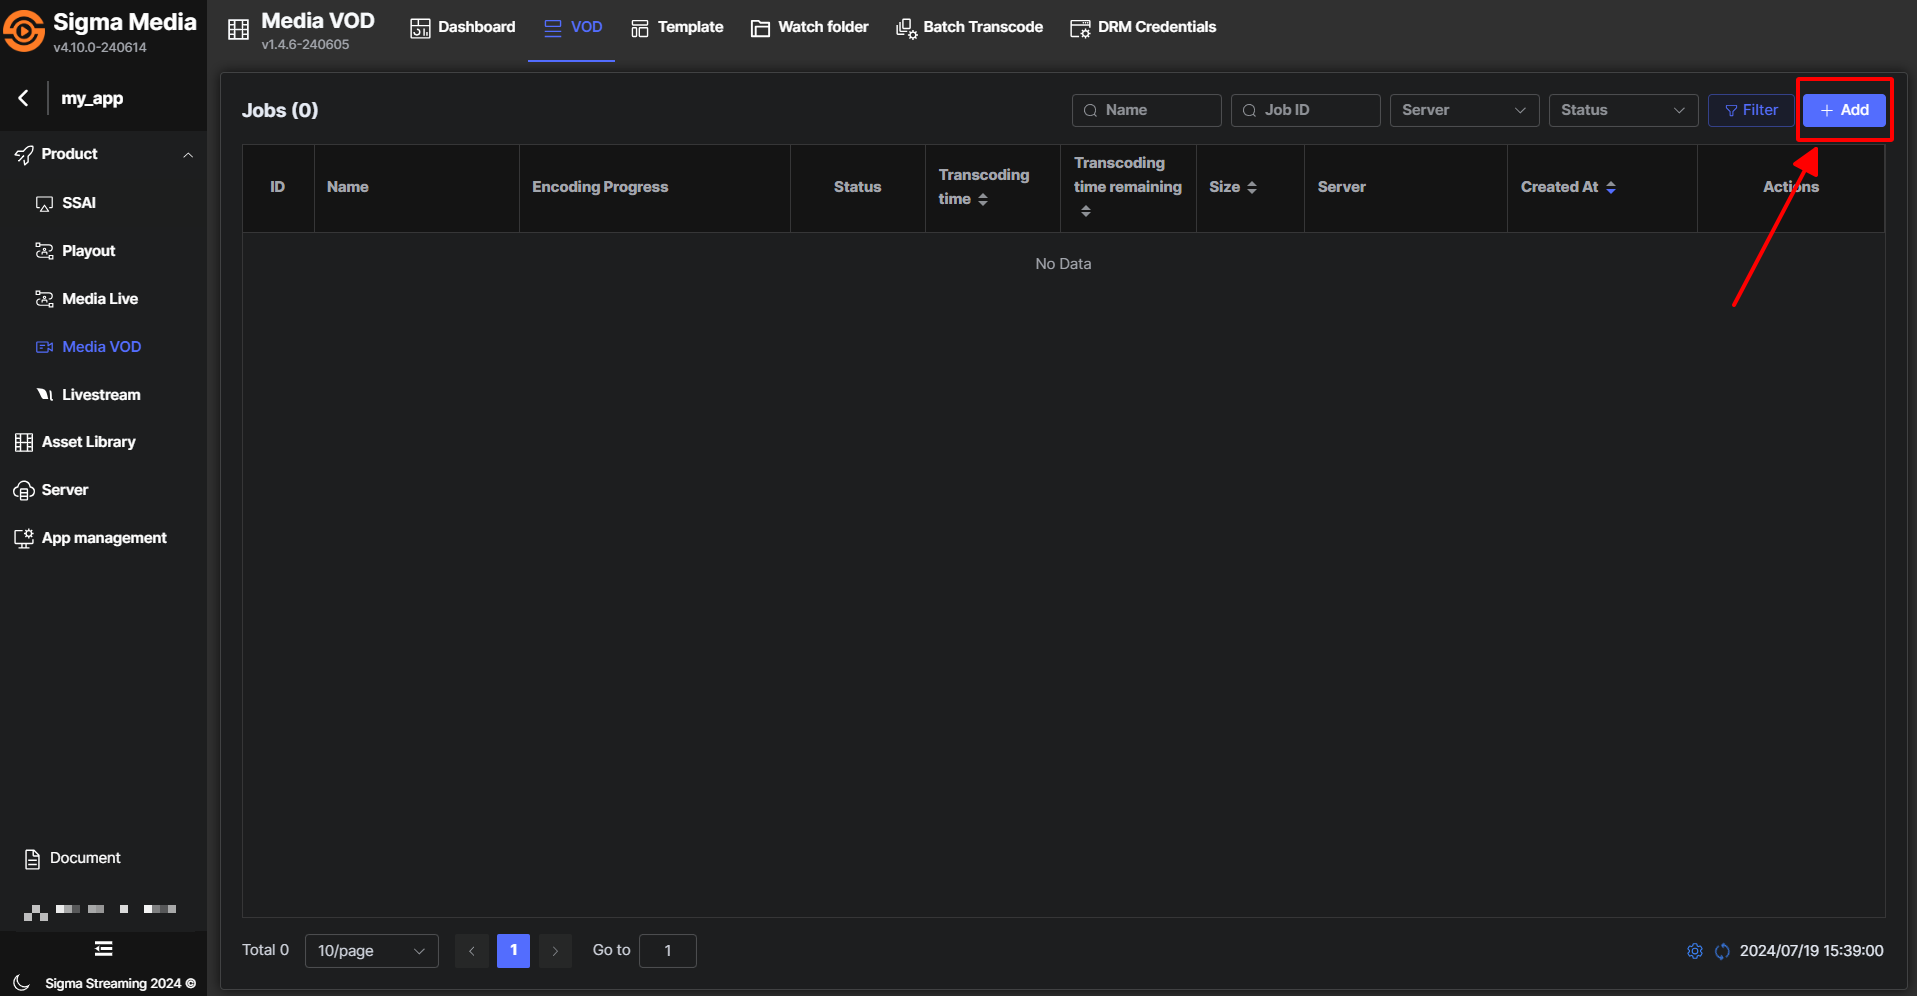 Sigma Media
v4.10.0-240614
my_app
Product
SSAI
Playout
Media Live
Media VOD
Livestream
Asset Library
Server
App management
Document
Sigma Streaming 2024 ©
Media VOD
v1.4.6-240605
Dashboard
VOD
Template
Watch folder
Batch Transcode
DRM Credentials
Jobs (0)
Name
Job ID
Server
Status
Filter
+ Add
ID
Name
Encoding Progress
Status
Transcoding
time
Transcoding
time remaining
Size
Server
Created At
Actions
No Data
Total 0
10/page
1
Go to
1
2024/07/19 15:39:00